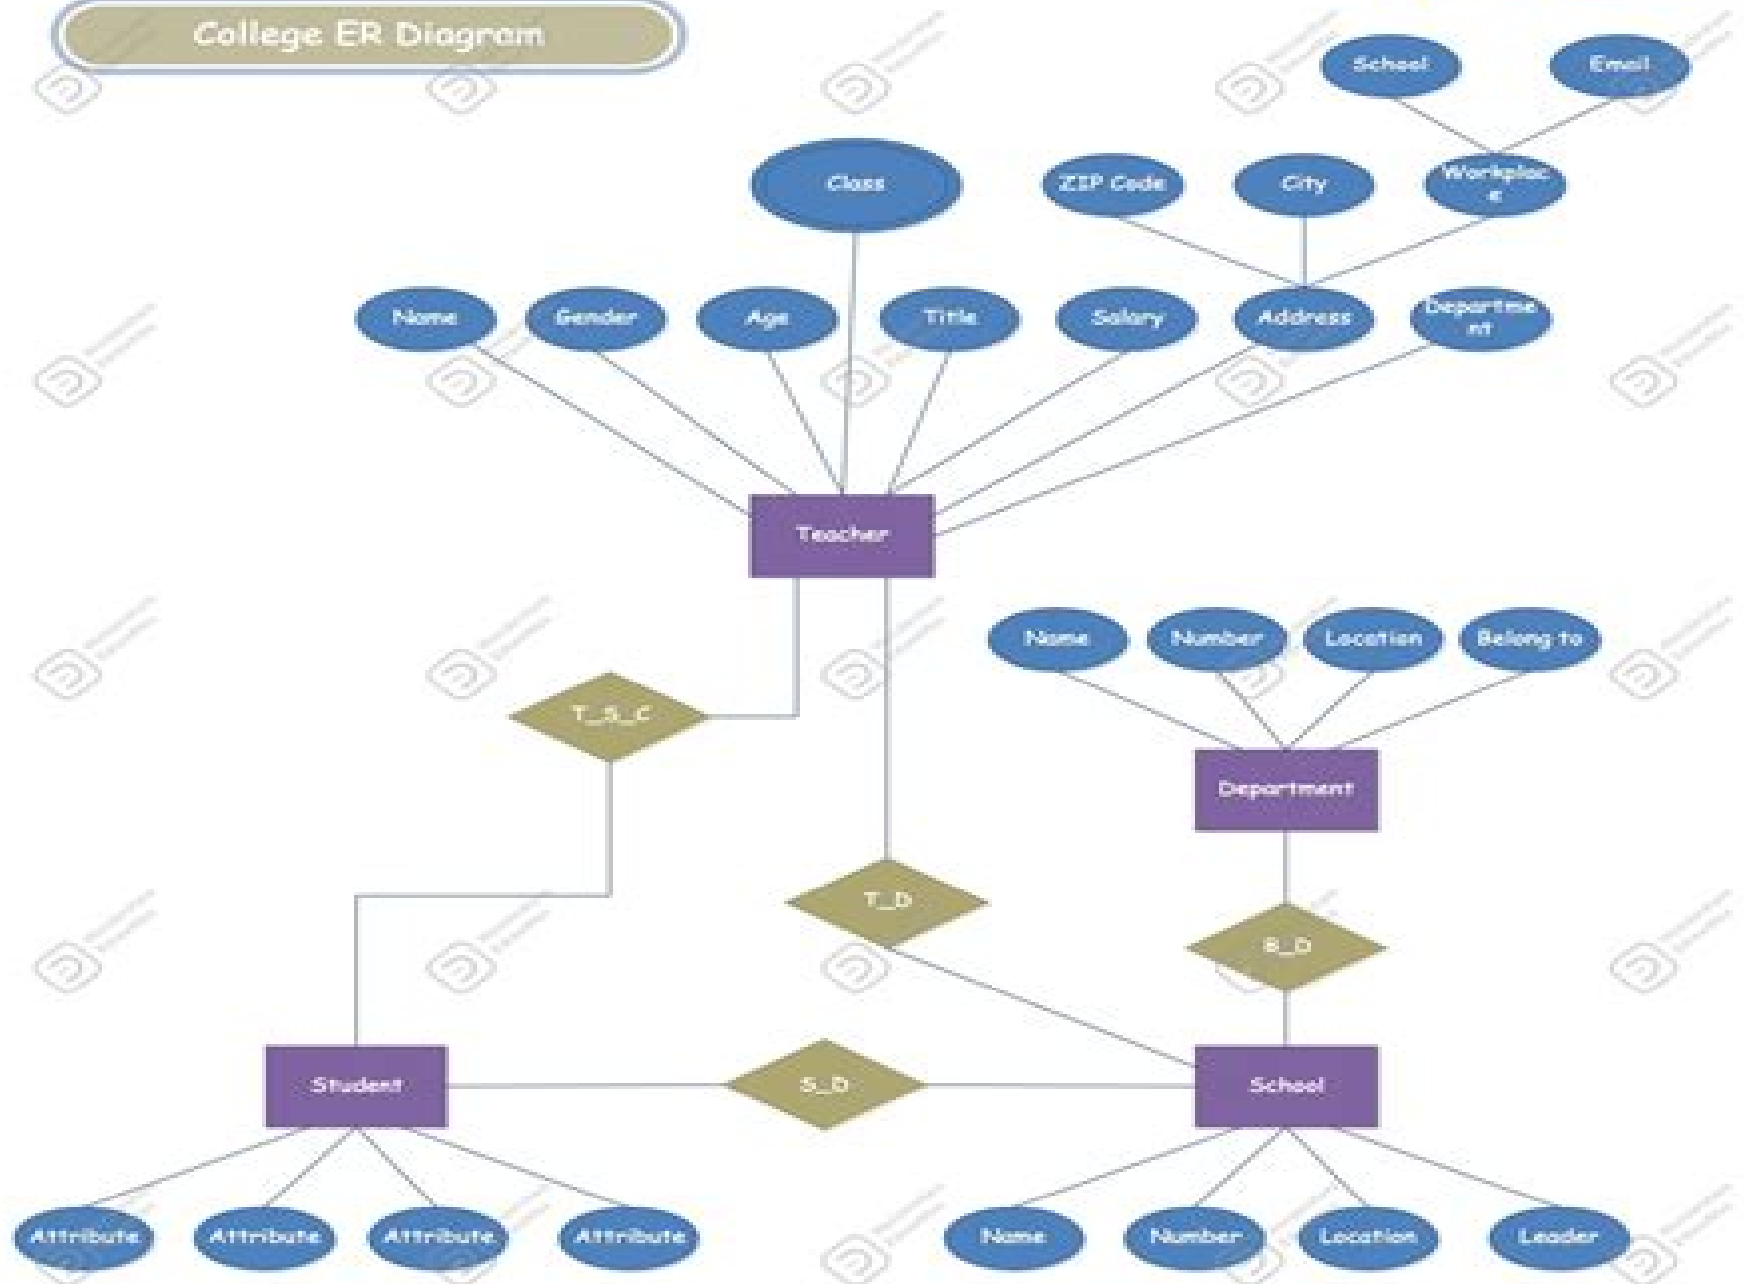 College ER Diagram
School
Email
Class
ZIP Code
City
Workplac
e
Name
Gender
Age
Title
Salary
Address
Departme
nt
Teacher
Name
Number
Location
Belong to
T_S_C
Department
T_D
B_D
Student
S_D
School
Attribute
Attribute
Attribute
Attribute
Name
Number
Location
Leader